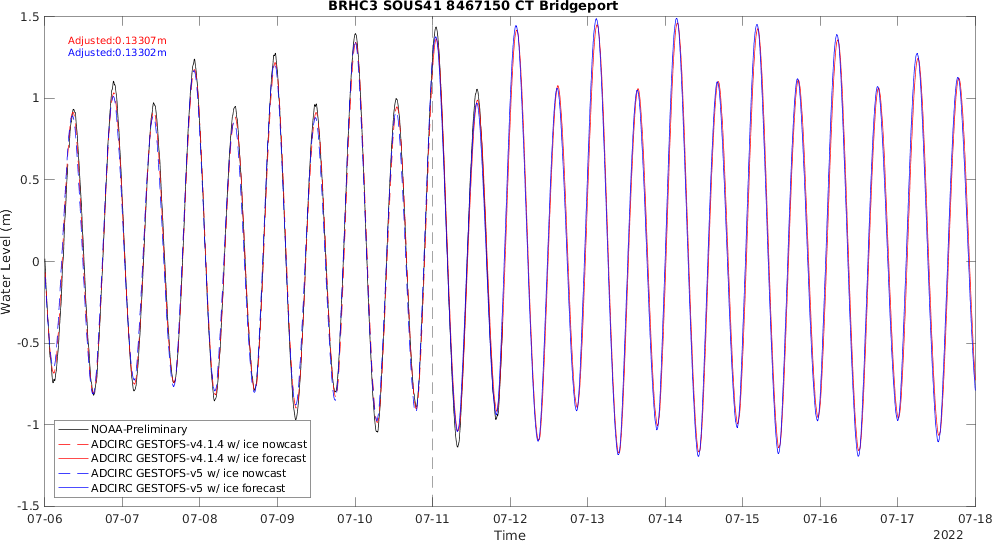 BRHC3 SOUS41 8467150 CT Bridgeport
Adjusted:0.13307m
Adjusted:0.13302m
1.5
1
0.5
0
-0.5
-1
-1.5
Water Level (m)
NOAA-Preliminary
ADCIRC GESTOFS-v4.1.4 w/ ice nowcast
ADCIRC GESTOFS-v4.1.4 w/ ice forecast
ADCIRC GESTOFS-v5 w/ ice nowcast
ADCIRC GESTOFS-v5 w/ ice forecast
07-06 07-07 07-08 07-09 07-10 07-11 07-12 07-13 07-14 07-15 07-16 07-17 07-18
Time
2022